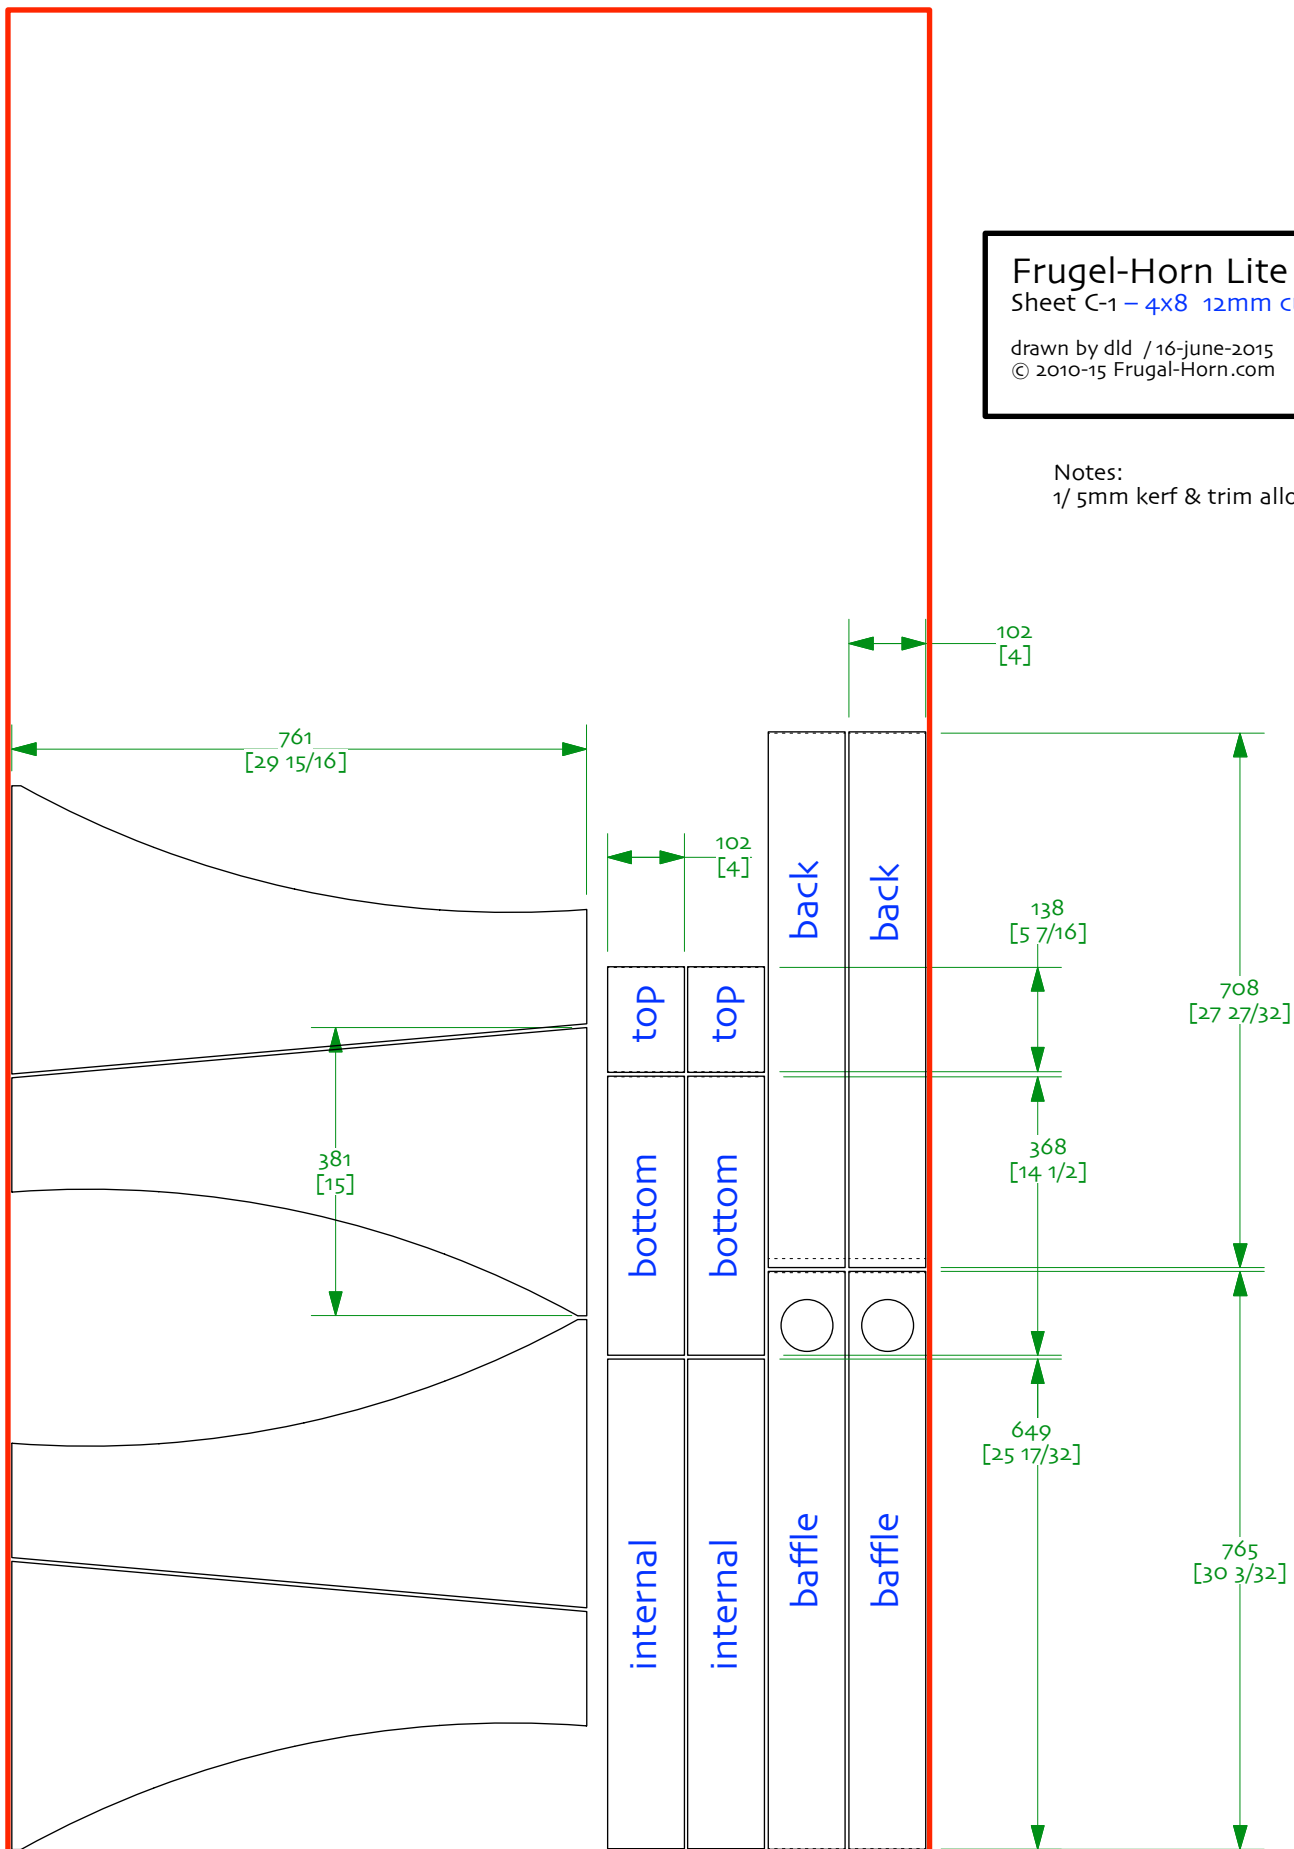 Frugel-Horn Lite
Sheet C-1 – 4x8 12mm
drawn by dld / 16-june-2015
© 2010-15 Frugal-Horn.com
Notes:
1/ 5mm kerf & trim
102
[4]
761
[29 15/16]
102
[4]
back
back
138
[5 7/16]
708
[27 27/32]
top
top
381
[15]
368
[14 1/2]
bottom
bottom
649
[25 17/32]
internal
internal
baffle
baffle
765
[30 3/32]